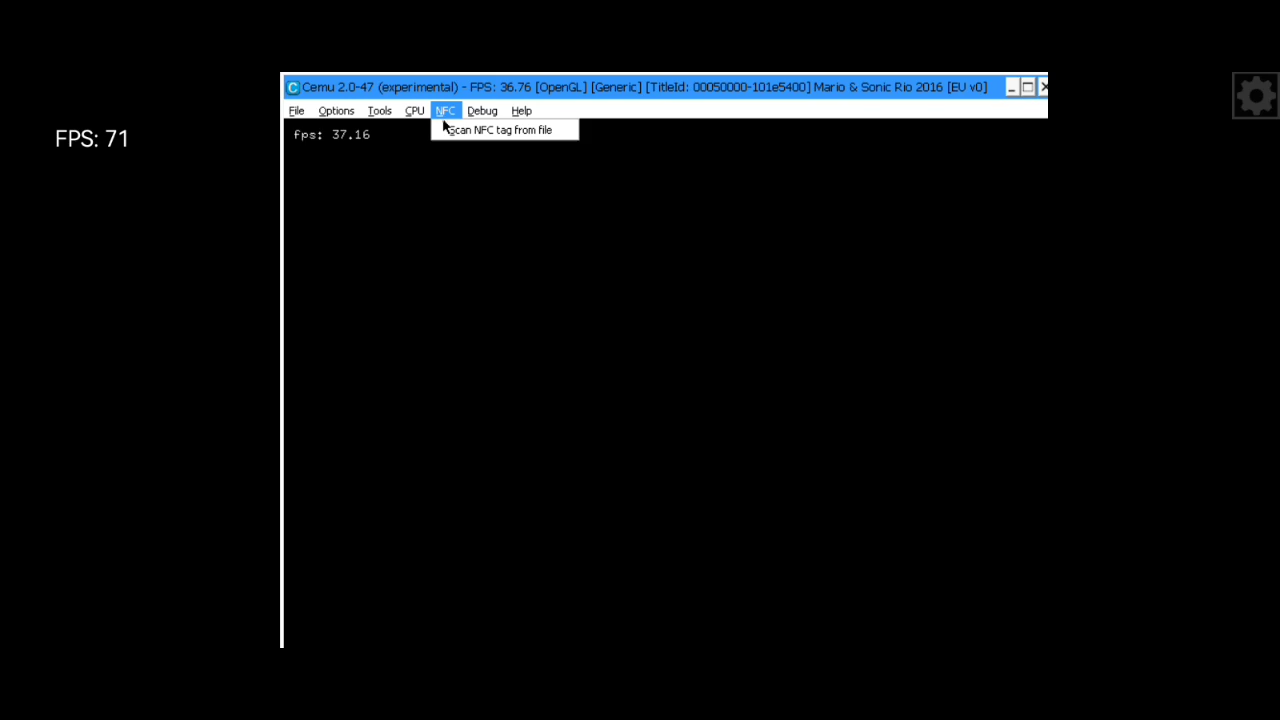 Cemu 2.0-47 (experimental) - FPS: 36.76 [OpenGL] [Generic] [TitleId: 00050000-101e5400] Mario & Sonic Rio 2016 [EU v0]
File Options Tools CPU NFC Debug Help
Scan NFC tag from file
fps: 37.16
FPS: 71